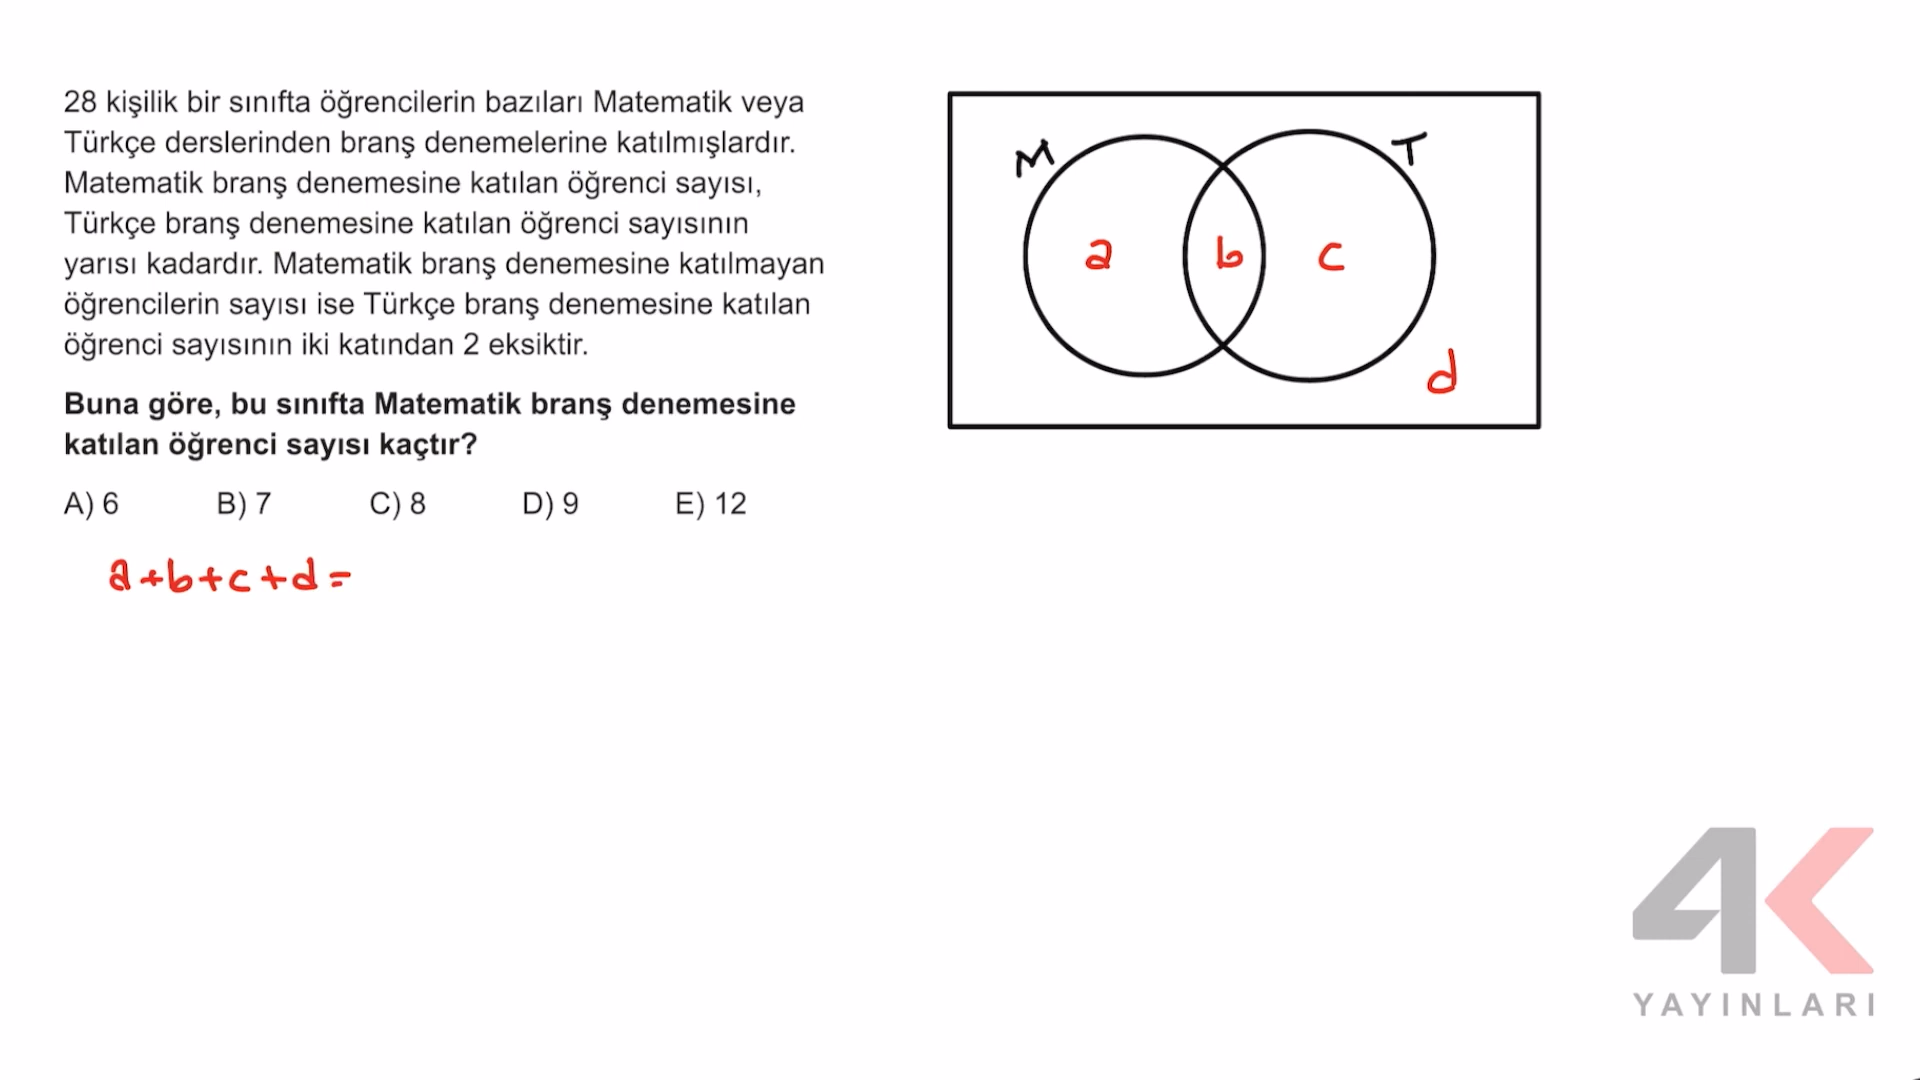 28 kişilik bir sınıfta öğrencilerin bazıları Matematik veya
Türkçe derslerinden branş denemelerine katılmışlardır.
Matematik branş denemesine katılan öğrenci sayısı,
Türkçe branş denemesine katılan öğrenci sayısının
yarısı kadardır. Matematik branş denemesine katılmayan
öğrencilerin sayısı ise Türkçe branş denemesine katılan
öğrenci sayısının iki katından 2 eksiktir.
Buna göre, bu sınıfta Matematik branş denemesine
katılan öğrenci sayısı kaçtır?
A) 6 B) 7 C) 8 D) 9 E) 12
a+b+c+d=
M T
a b c
d
4K
YAYINLARI